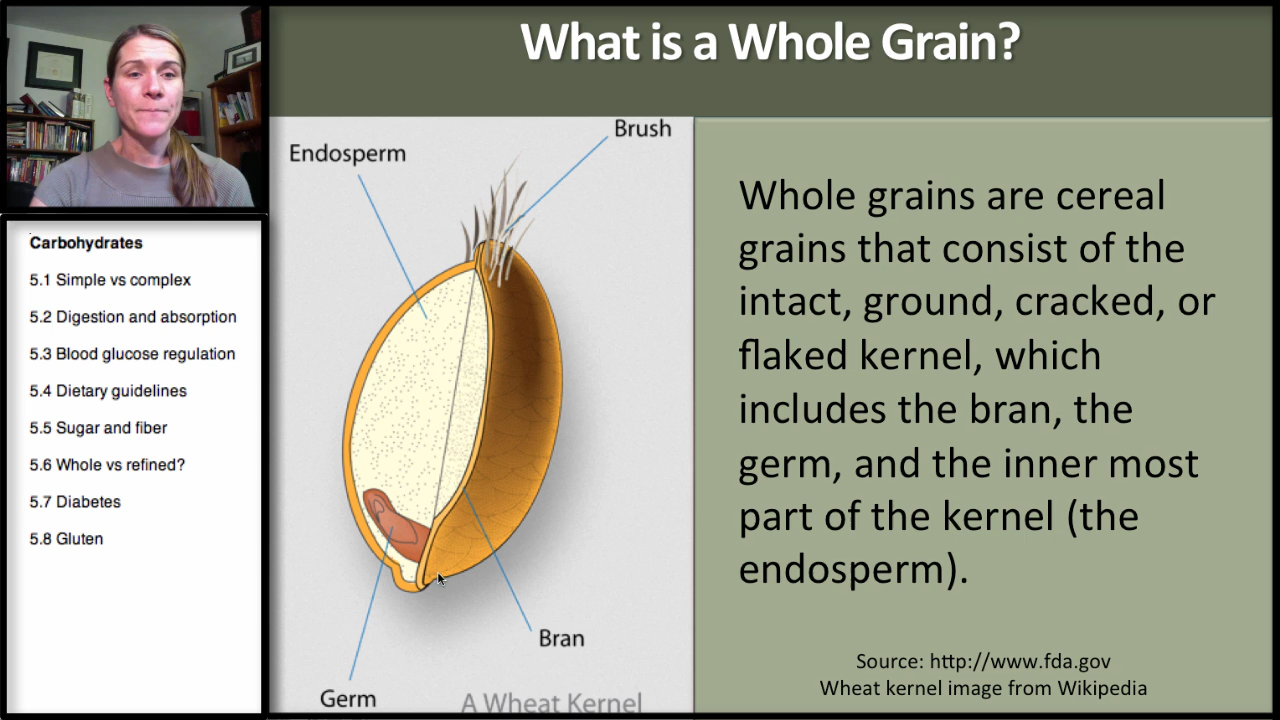 What is a Whole Grain?
Carbohydrates
5.1 Simple vs complex
5.2 Digestion and absorption
5.3 Blood glucose regulation
5.4 Dietary guidelines
5.5 Sugar and fiber
5.6 Whole vs refined?
5.7 Diabetes
5.8 Gluten
Brush
Endosperm
Bran
Germ
A Wheat Kernel
Whole grains are cereal
grains that consist of the
intact, ground, cracked, or
flaked kernel, which
includes the bran, the
germ, and the inner most
part of the kernel (the
endosperm).
Source: http://www.fda.gov
Wheat kernel image from Wikipedia